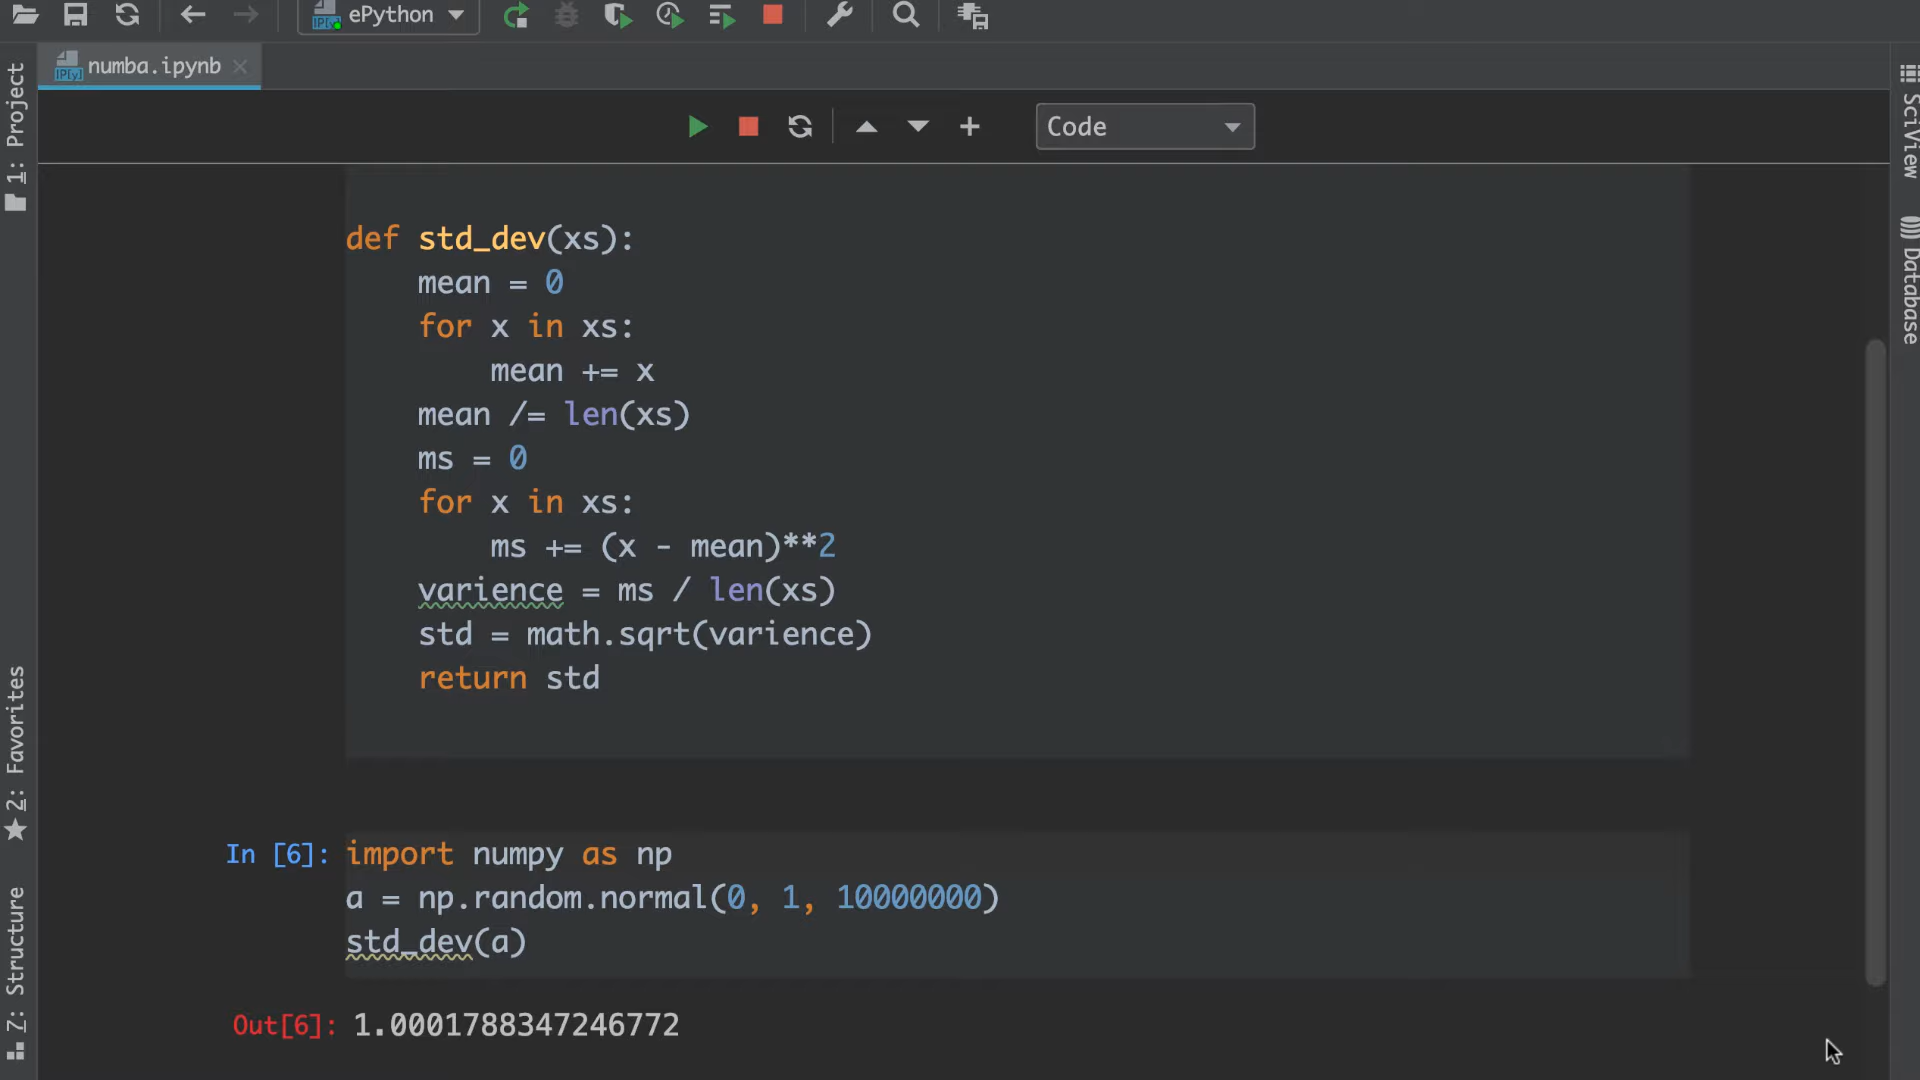 ePython
numba.ipynb
1: Project
2: Favorites
7: Structure
SciView
Database
Code
def std_dev(xs):
    mean = 0
    for x in xs:
        mean += x
    mean /= len(xs)
    ms = 0
    for x in xs:
        ms += (x - mean)**2
    varience = ms / len(xs)
    std = math.sqrt(varience)
    return std
In [6]: import numpy as np
a = np.random.normal(0, 1, 10000000)
std_dev(a)
Out[6]: 1.0001788347246772